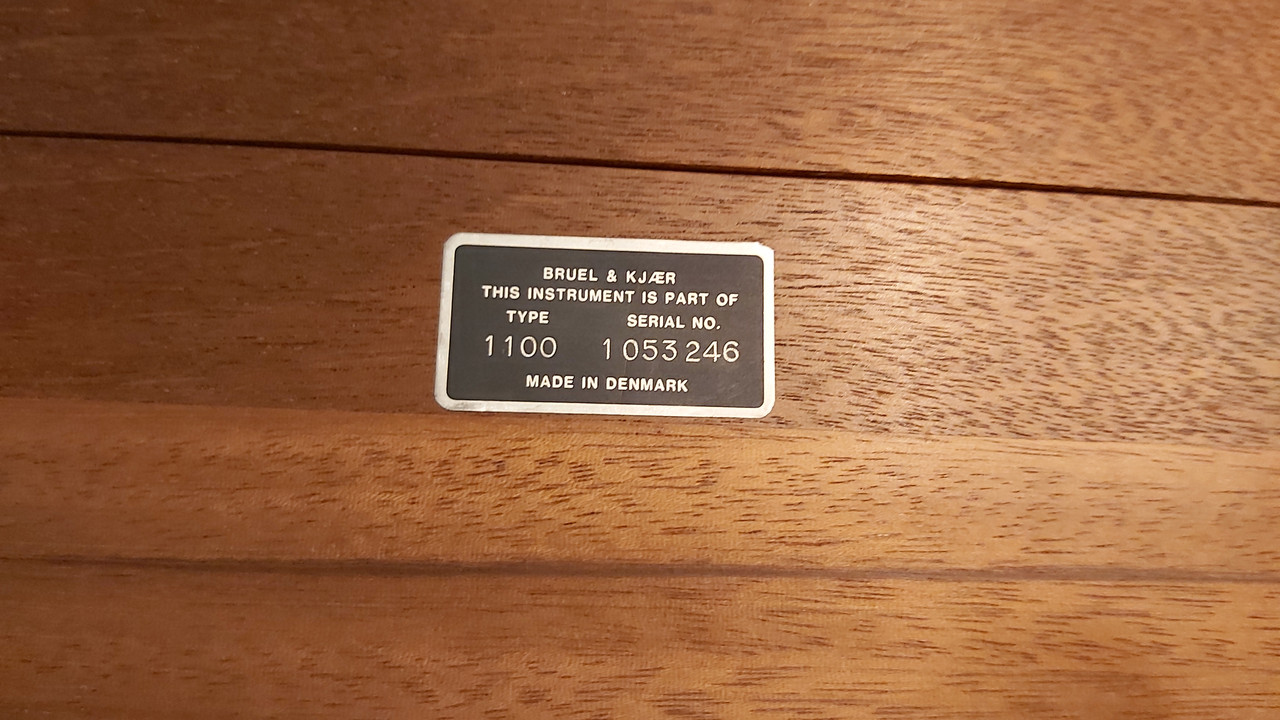 BRUEL & KJÆR
THIS INSTRUMENT IS PART OF
TYPE SERIAL NO.
1100 1053246
MADE IN DENMARK